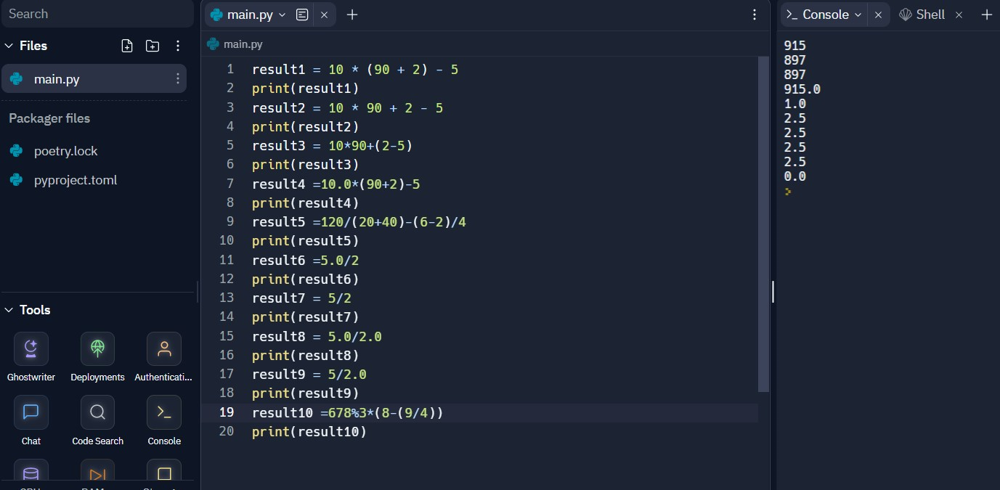 Search
Files
main.py
Packager files
poetry.lock
pyproject.toml
Tools
Ghostwriter
Deployments
Authenticati...
Chat
Code Search
Console
main.py
main.py
1 result1 = 10 * (90 + 2) - 5
2 print(result1)
3 result2 = 10 * 90 + 2 - 5
4 print(result2)
5 result3 = 10*90+(2-5)
6 print(result3)
7 result4 =10.0*(90+2)-5
8 print(result4)
9 result5 =120/(20+40)-(6-2)/4
10 print(result5)
11 result6 =5.0/2
12 print(result6)
13 result7 = 5/2
14 print(result7)
15 result8 = 5.0/2.0
16 print(result8)
17 result9 = 5/2.0
18 print(result9)
19 result10 =678%3*(8-(9/4))
20 print(result10)
>_ Console
Shell
915
897
897
915.0
1.0
2.5
2.5
2.5
2.5
0.0
>